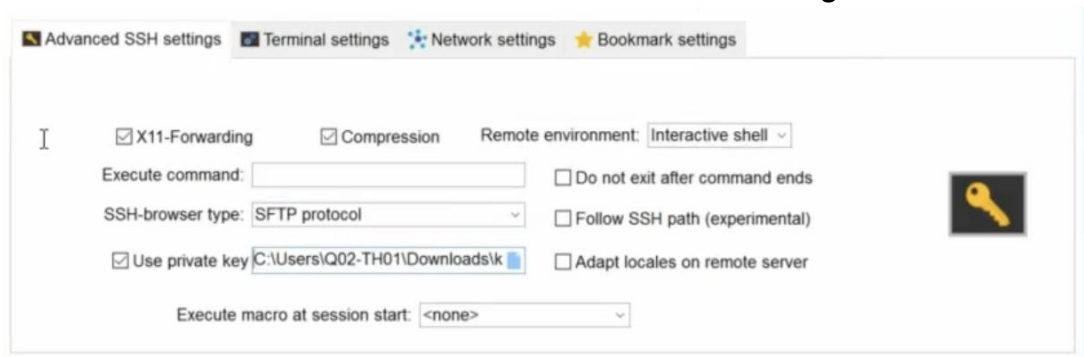 Advanced SSH settings Terminal settings Network settings Bookmark settings
X11-Forwarding Compression Remote environment: Interactive shell
Execute command: Do not exit after command ends
SSH-browser type: SFTP protocol Follow SSH path (experimental)
Use private key C:\Users\Q02-TH01\Downloads\k Adapt locales on remote server
Execute macro at session start: <none>